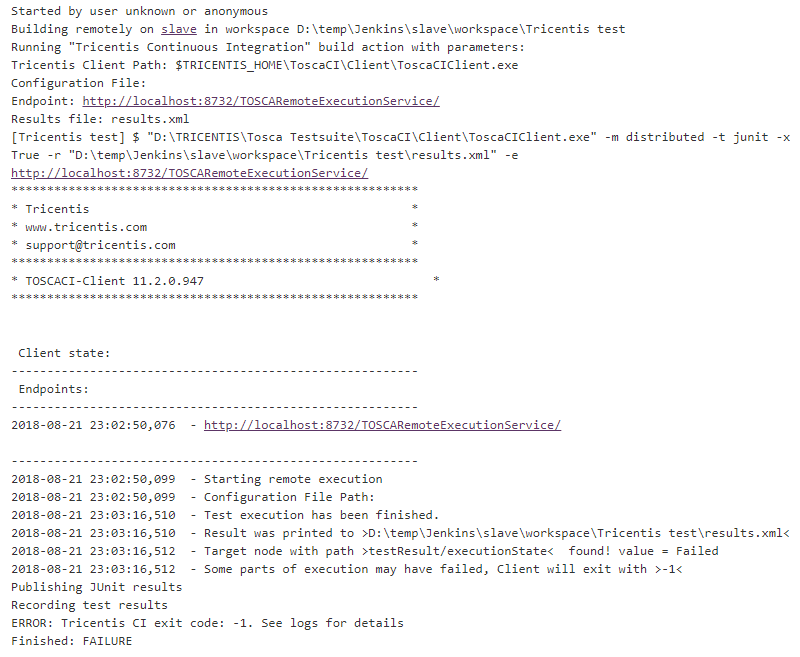 Started by user unknown or anonymous
Building remotely on slave in workspace D:\temp\Jenkins\slave\workspace\Tricentis test
Running "Tricentis Continuous Integration" build action with parameters:
Tricentis Client Path: $TRICENTIS_HOME\ToscaCI\Client\ToscaCIClient.exe
Configuration File:
Endpoint: http://localhost:8732/TOSCARemoteExecutionService/
Results file: results.xml
[Tricentis test] $ "D:\TRICENTIS\Tosca Testsuite\ToscaCI\Client\ToscaCIClient.exe" -m distributed -t junit -x
True -r "D:\temp\Jenkins\slave\workspace\Tricentis test\results.xml" -e
http://localhost:8732/TOSCARemoteExecutionService/
*********************************************************
* Tricentis                                             *
* www.tricentis.com                                     *
* support@tricentis.com                                 *
*********************************************************
* TOSCACI-Client 11.2.0.947                                *
*********************************************************
Client state:
---------------------------------------------------------
Endpoints:
---------------------------------------------------------
2018-08-21 23:02:50,076  - http://localhost:8732/TOSCARemoteExecutionService/
---------------------------------------------------------
2018-08-21 23:02:50,099  - Starting remote execution
2018-08-21 23:02:50,099  - Configuration File Path:
2018-08-21 23:03:16,510  - Test execution has been finished.
2018-08-21 23:03:16,510  - Result was printed to >D:\temp\Jenkins\slave\workspace\Tricentis test\results.xml<
2018-08-21 23:03:16,512  - Target node with path >testResult/executionState<  found! value = Failed
2018-08-21 23:03:16,512  - Some parts of execution may have failed, Client will exit with >-1<
Publishing JUnit results
Recording test results
ERROR: Tricentis CI exit code: -1. See logs for details
Finished: FAILURE